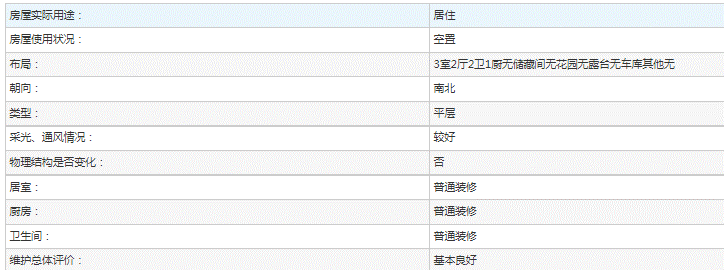 房屋实际用途： 居住
房屋使用状况： 空置
布局： 3室2厅2卫1厨无储藏间无花园无露台无车库其他无
朝向： 南北
类型： 平层
采光、通风情况： 较好
物理结构是否变化： 否
居室： 普通装修
厨房： 普通装修
卫生间： 普通装修
维护总体评价： 基本良好